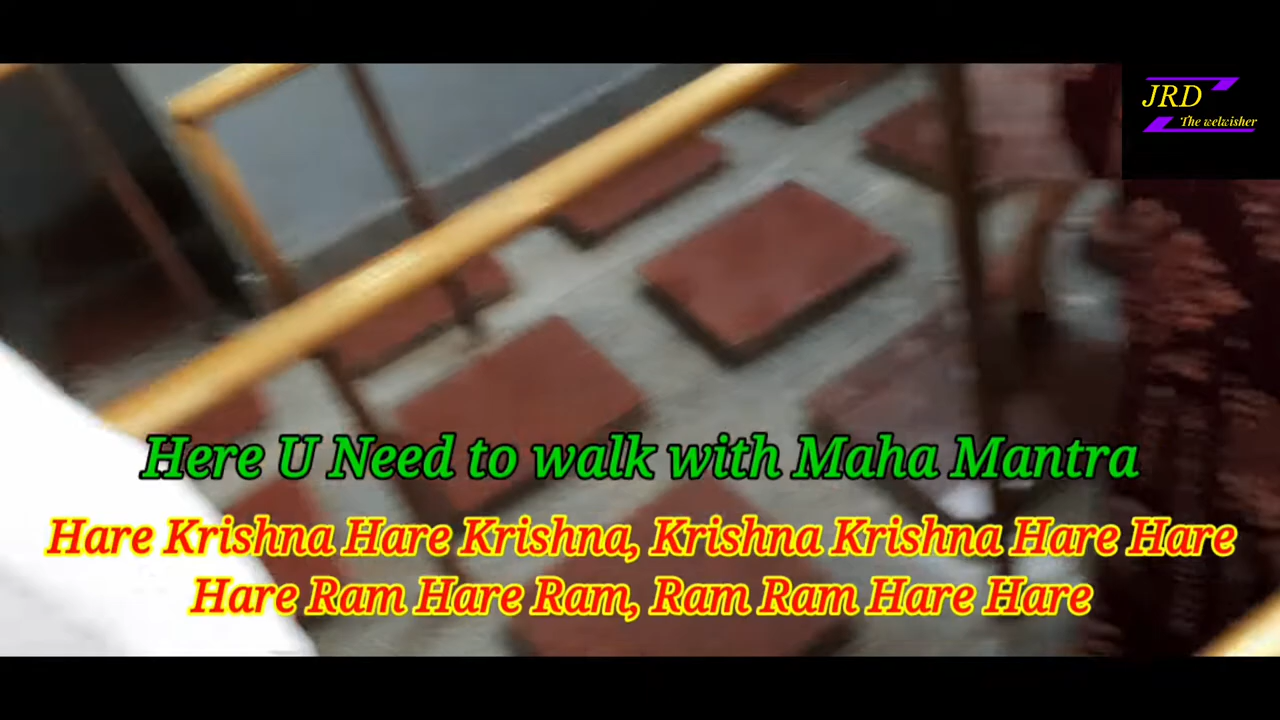 JRD
The welwisher
Here U Need to walk with Maha Mantra
Hare Krishna Hare Krishna, Krishna Krishna Hare Hare
Hare Ram Hare Ram, Ram Ram Hare Hare